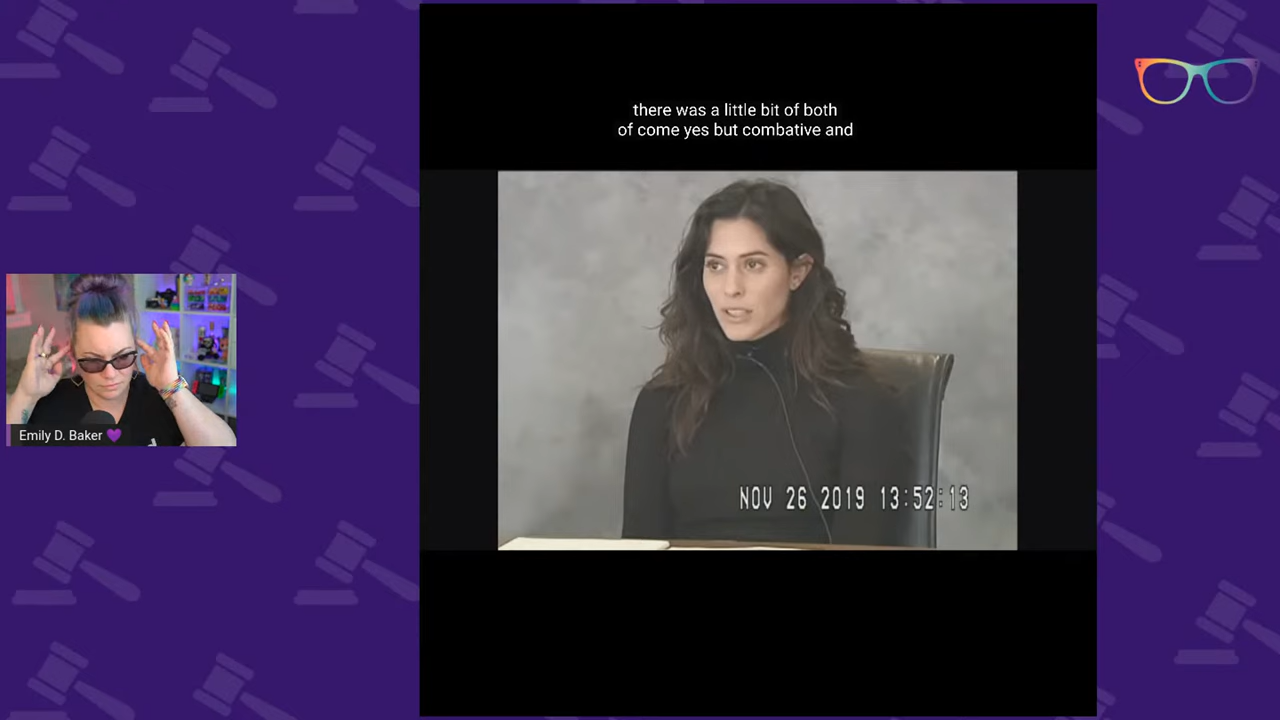 there was a little bit of both
of come yes but combative and
NOV 26 2019 13:52:13
Emily D. Baker 💜